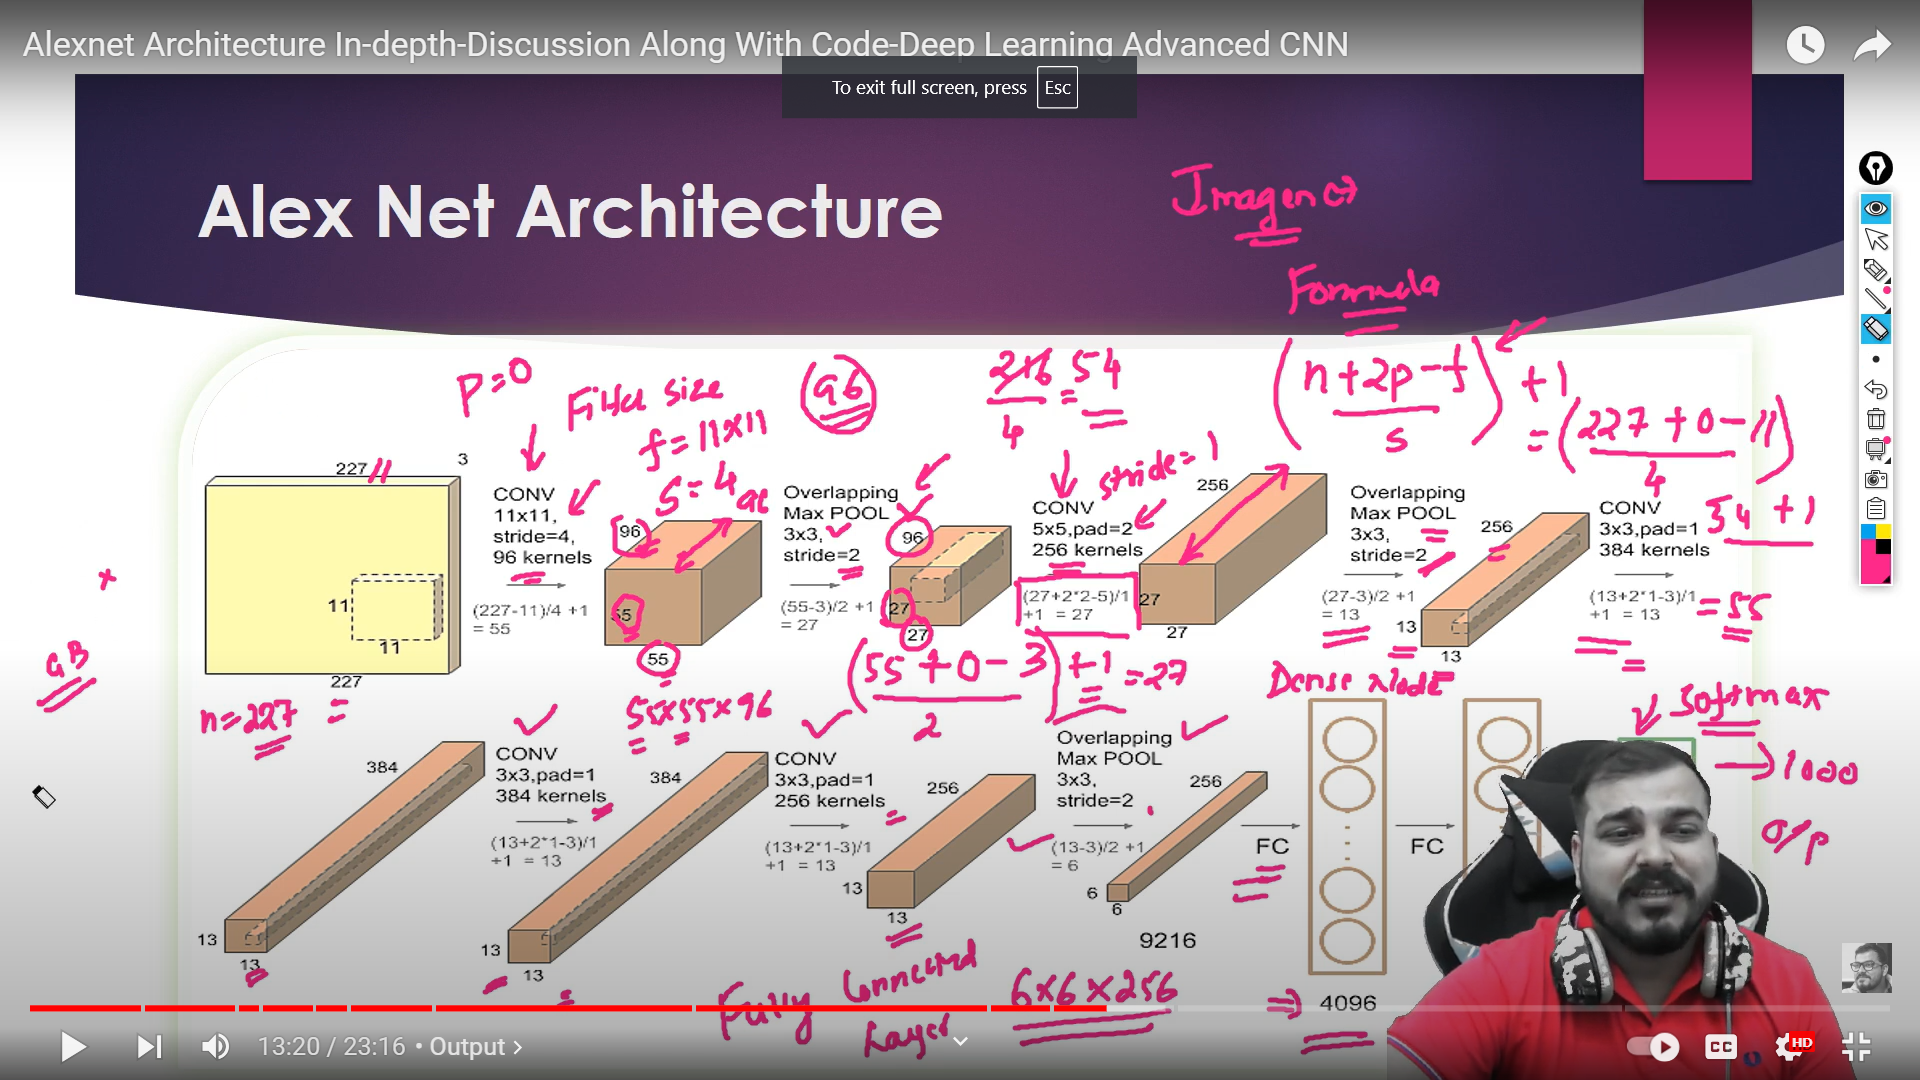 Alexnet Architecture In-depth-Discussion Along With Code-Deep Learning Advanced CNN
To exit full screen, press Esc
Alex Net Architecture
Imagenet
Formula
P=0
Filter size
f=11x11
S=4
96
216/4 = 54
(n+2p-f)/s +1
= (227+0-11)/4
54 +1
= 55
stride=1
227
3
11
11
227
n=227
CONV
11x11,
stride=4,
96 kernels
(227-11)/4 +1
= 55
96
55
55
55x55x96
Overlapping
Max POOL
3x3,
stride=2
(55-3)/2 +1
= 27
96
27
27
(55+0-3)/2 +1 = 27
CONV
5x5,pad=2
256 kernels
(27+2*2-5)/1
+1 = 27
256
27
27
Overlapping
Max POOL
3x3,
stride=2
(27-3)/2 +1
= 13
256
13
13
CONV
3x3,pad=1
384 kernels
(13+2*1-3)/1
+1 = 13
GB
Dense Node
Softmax
1000
O/P
384
13
13
CONV
3x3,pad=1
384 kernels
(13+2*1-3)/1
+1 = 13
384
13
13
CONV
3x3,pad=1
256 kernels
(13+2*1-3)/1
+1 = 13
256
13
13
Overlapping
Max POOL
3x3,
stride=2
(13-3)/2 +1
= 6
256
6
6
9216
FC
FC
4096
Fully Connected
Layer
6x6x256
13:20 / 23:16 • Output
CC
HD